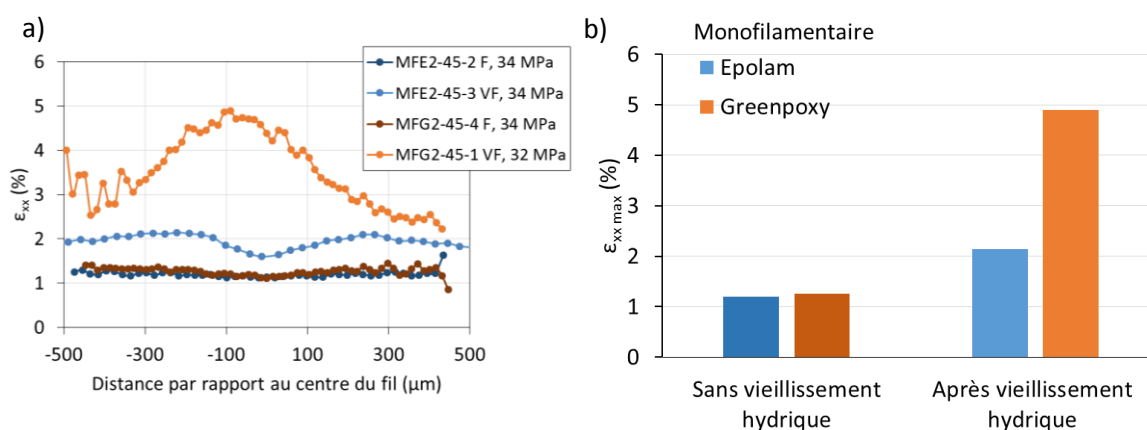 a)
6
5
4
3
2
1
0
ε xx (%)
-500
-300
-100
100
300
500
Distance par rapport au centre du fil (μm)
MFE2-45-2 F, 34 MPa
MFE2-45-3 VF, 34 MPa
MFG2-45-4 F, 34 MPa
MFG2-45-1 VF, 32 MPa
b)
Monofilamentaire
Epolam
Greenpoxy
6
5
4
3
2
1
0
ε xx max (%)
Sans vieillissement
hydrique
Après vieillissement
hydrique